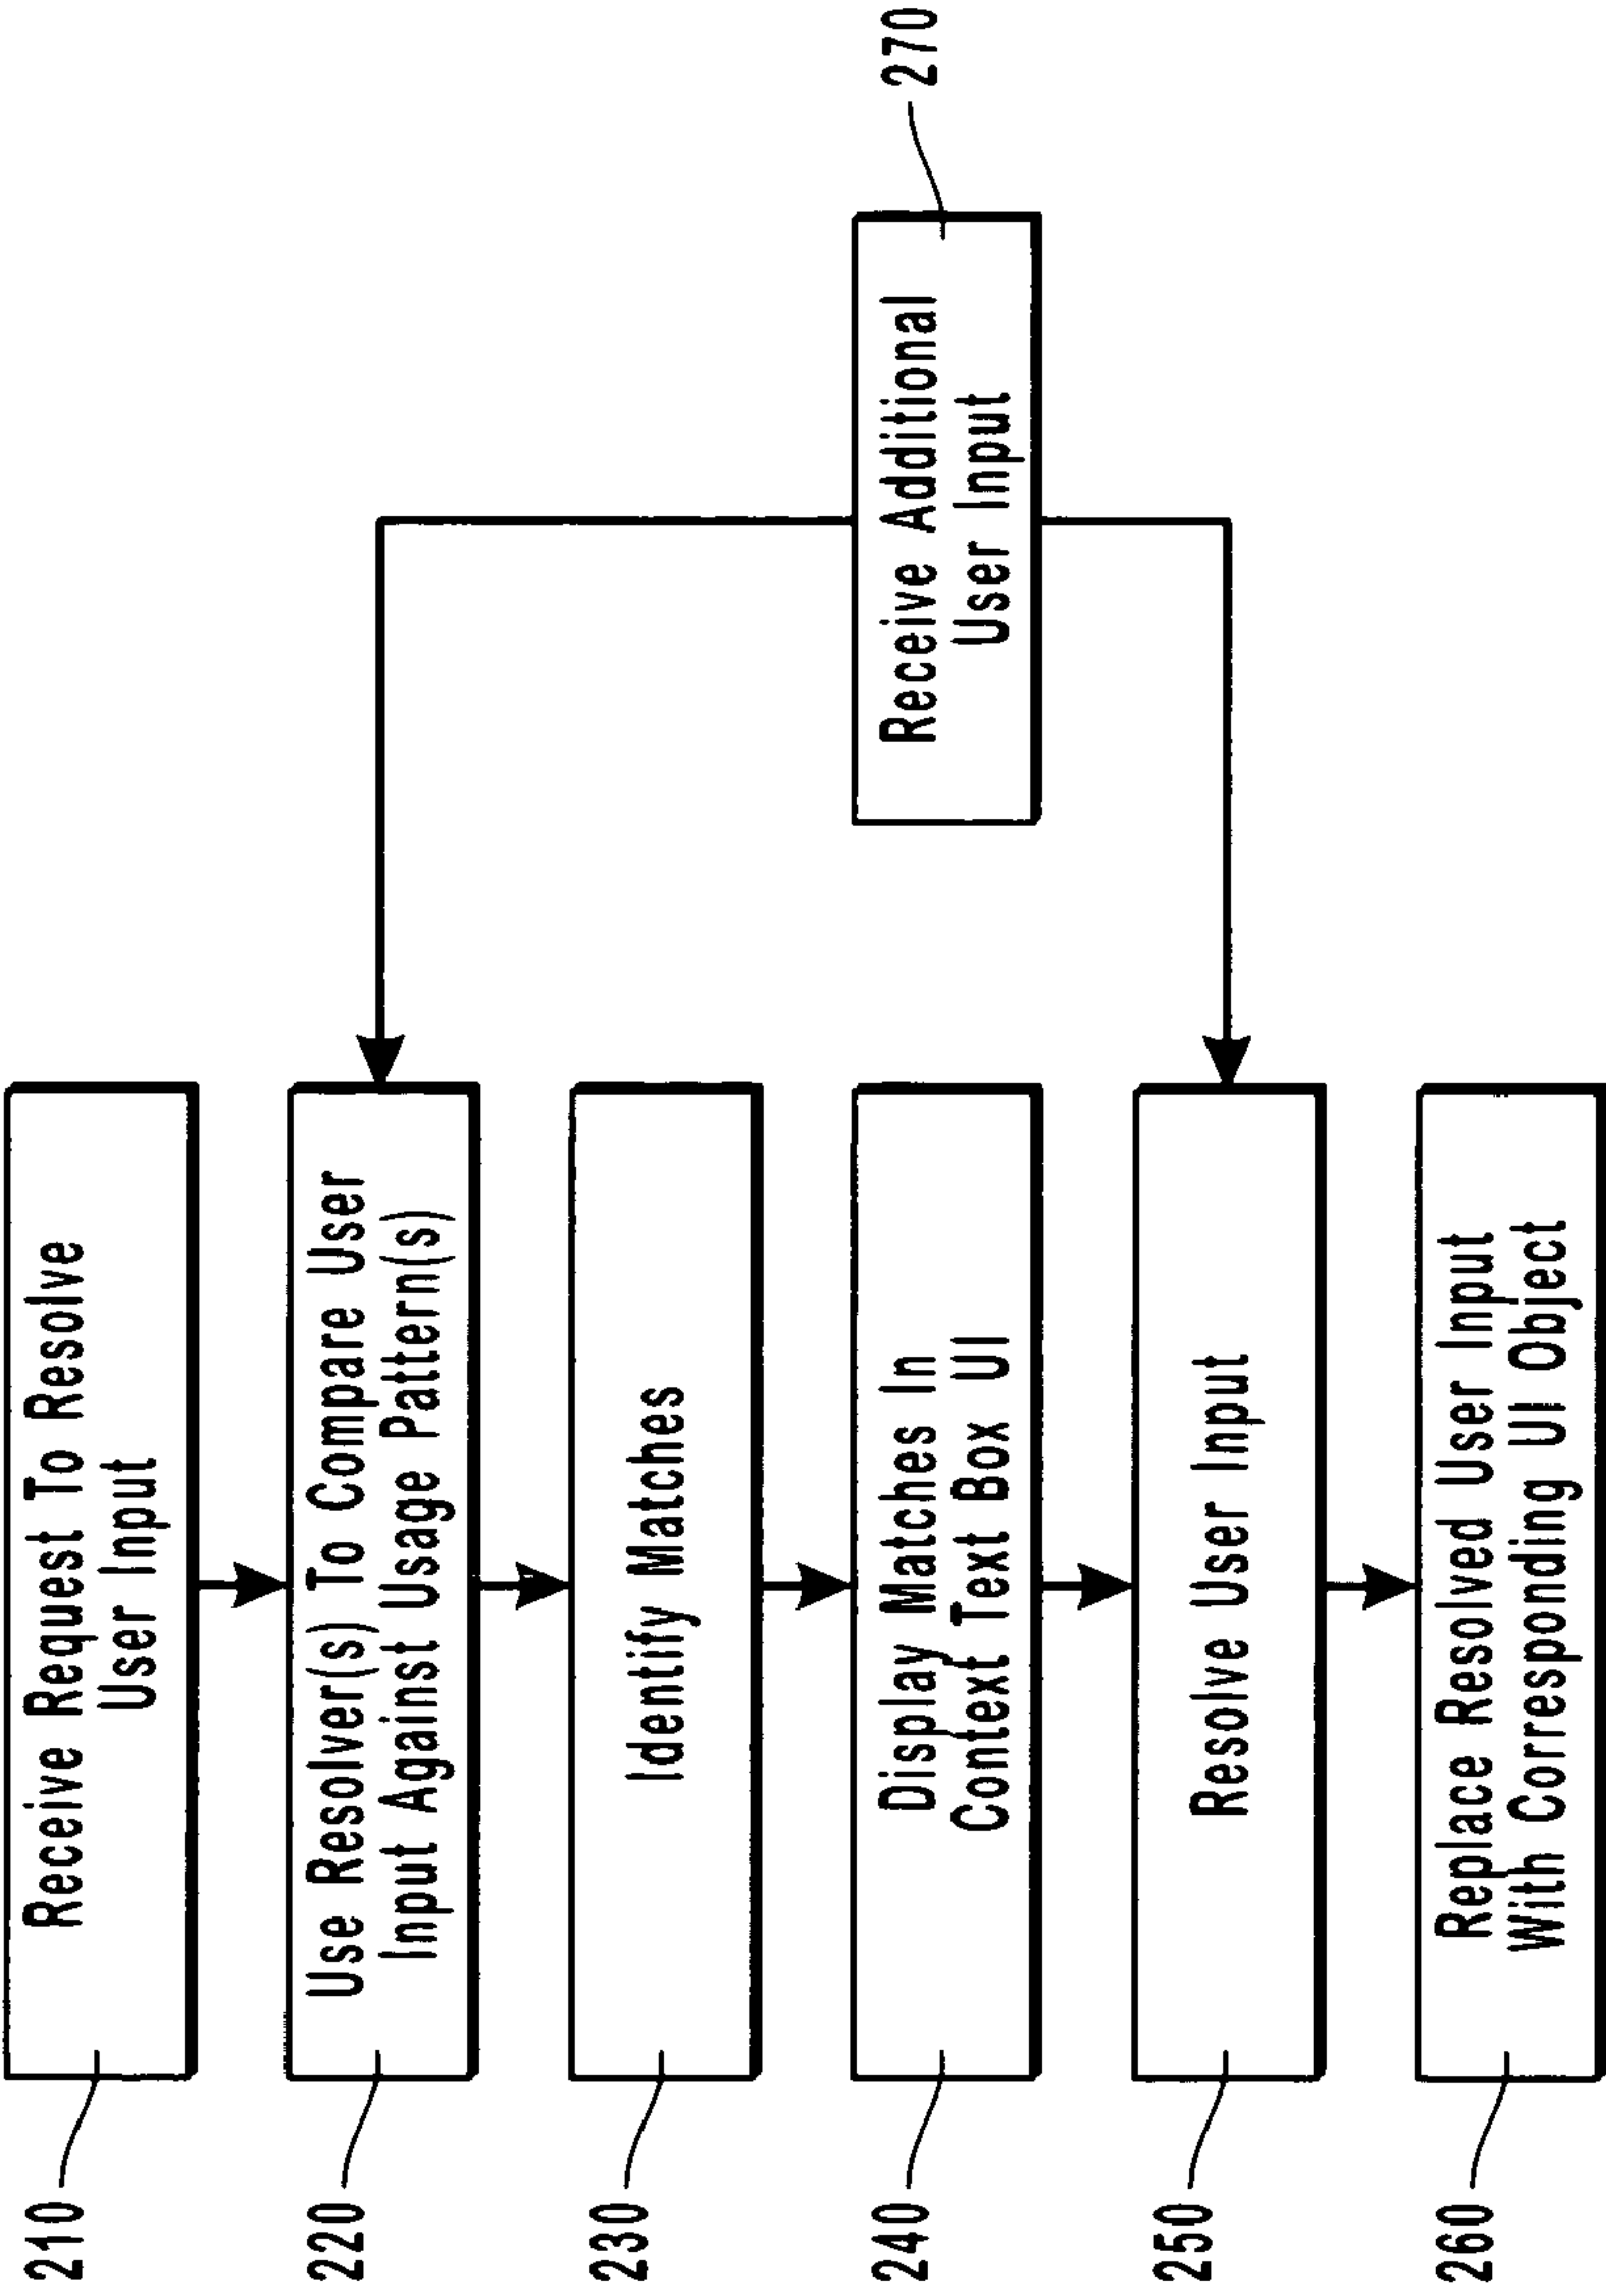 210
Receive Request To Resolve
User Input
220
Use Resolver(s) To Compare User
Input Against Usage Pattern(s)
230
Identify Matches
240
Display Matches In
Context Text Box UI
250
Resolve User Input
260
Replace Resolved User Input
With Corresponding UI Object
Receive Additional
User Input
270